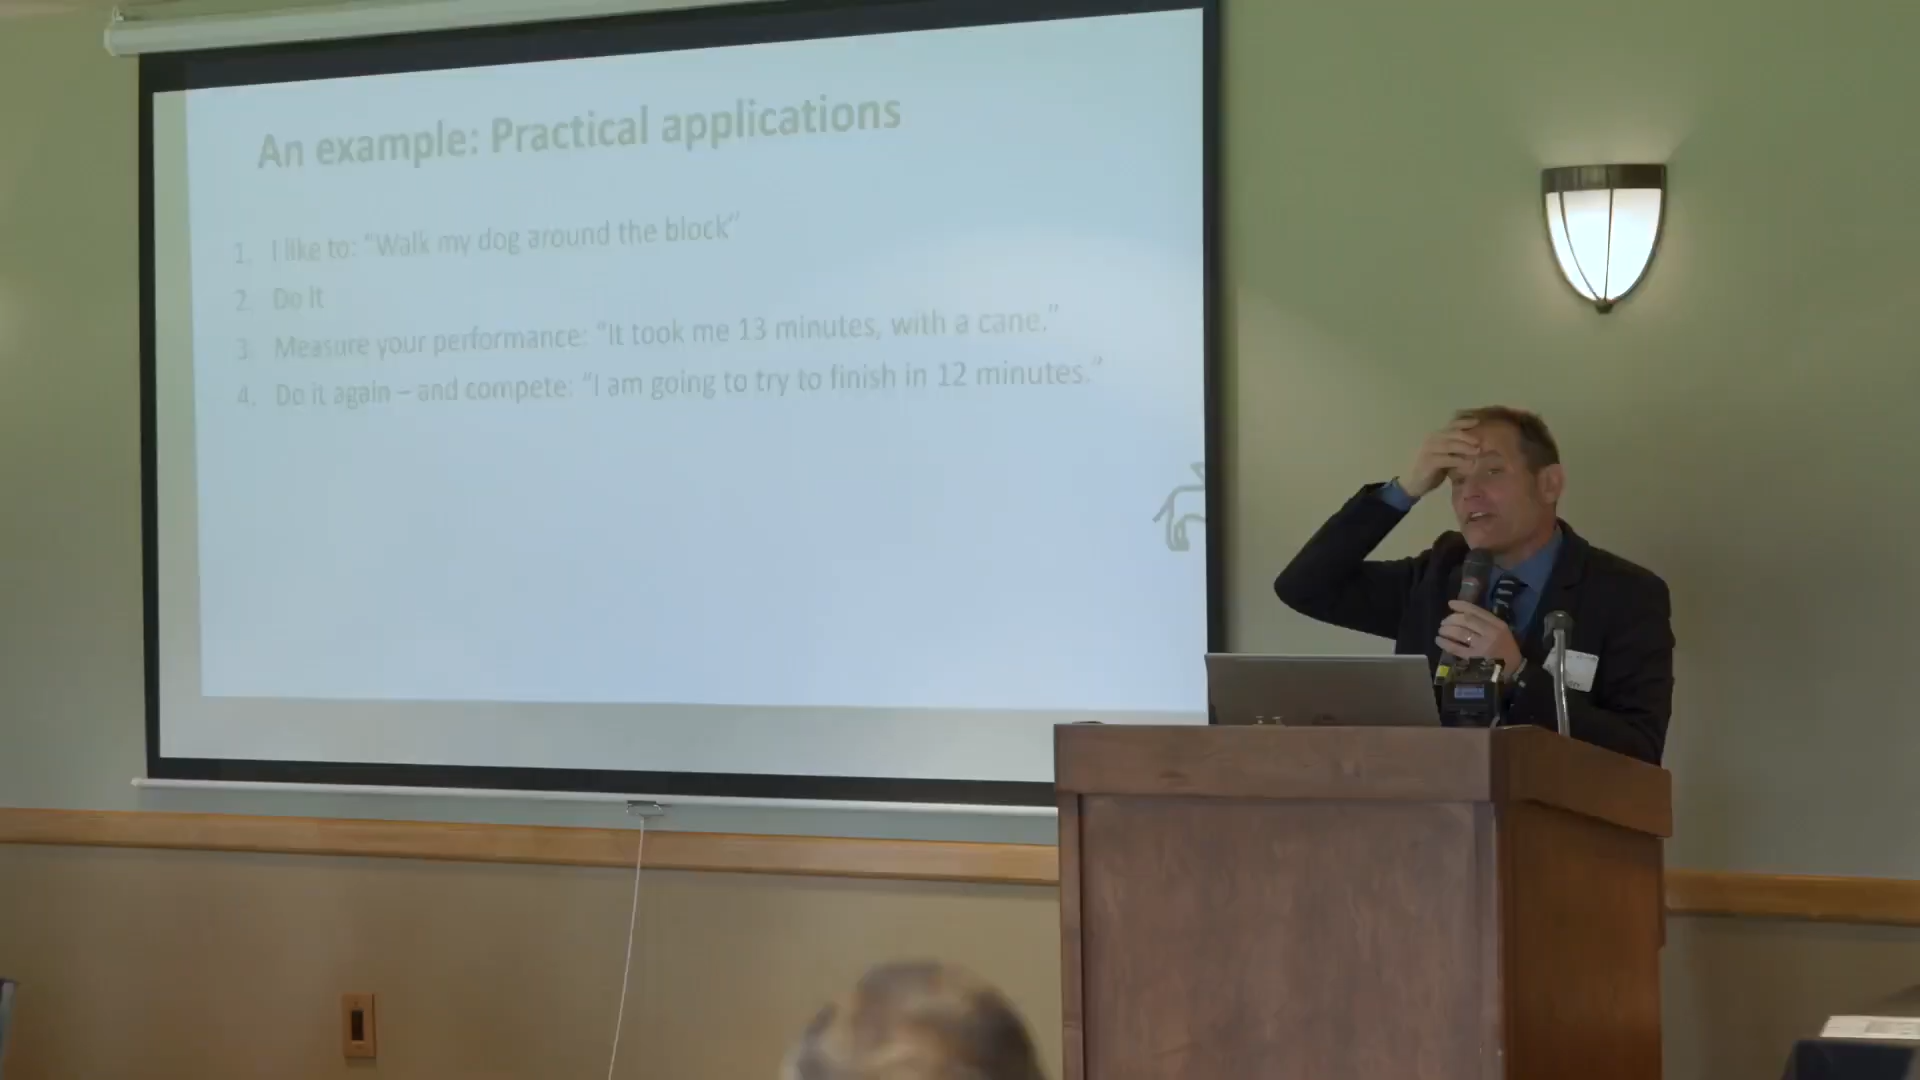 An example: Practical applications
1. I like to: “Walk my dog around the block”
2. Do it
3. Measure your performance: “It took me 13 minutes, with a cane.”
4. Do it again – and compete: “I am going to try to finish in 12 minutes.”